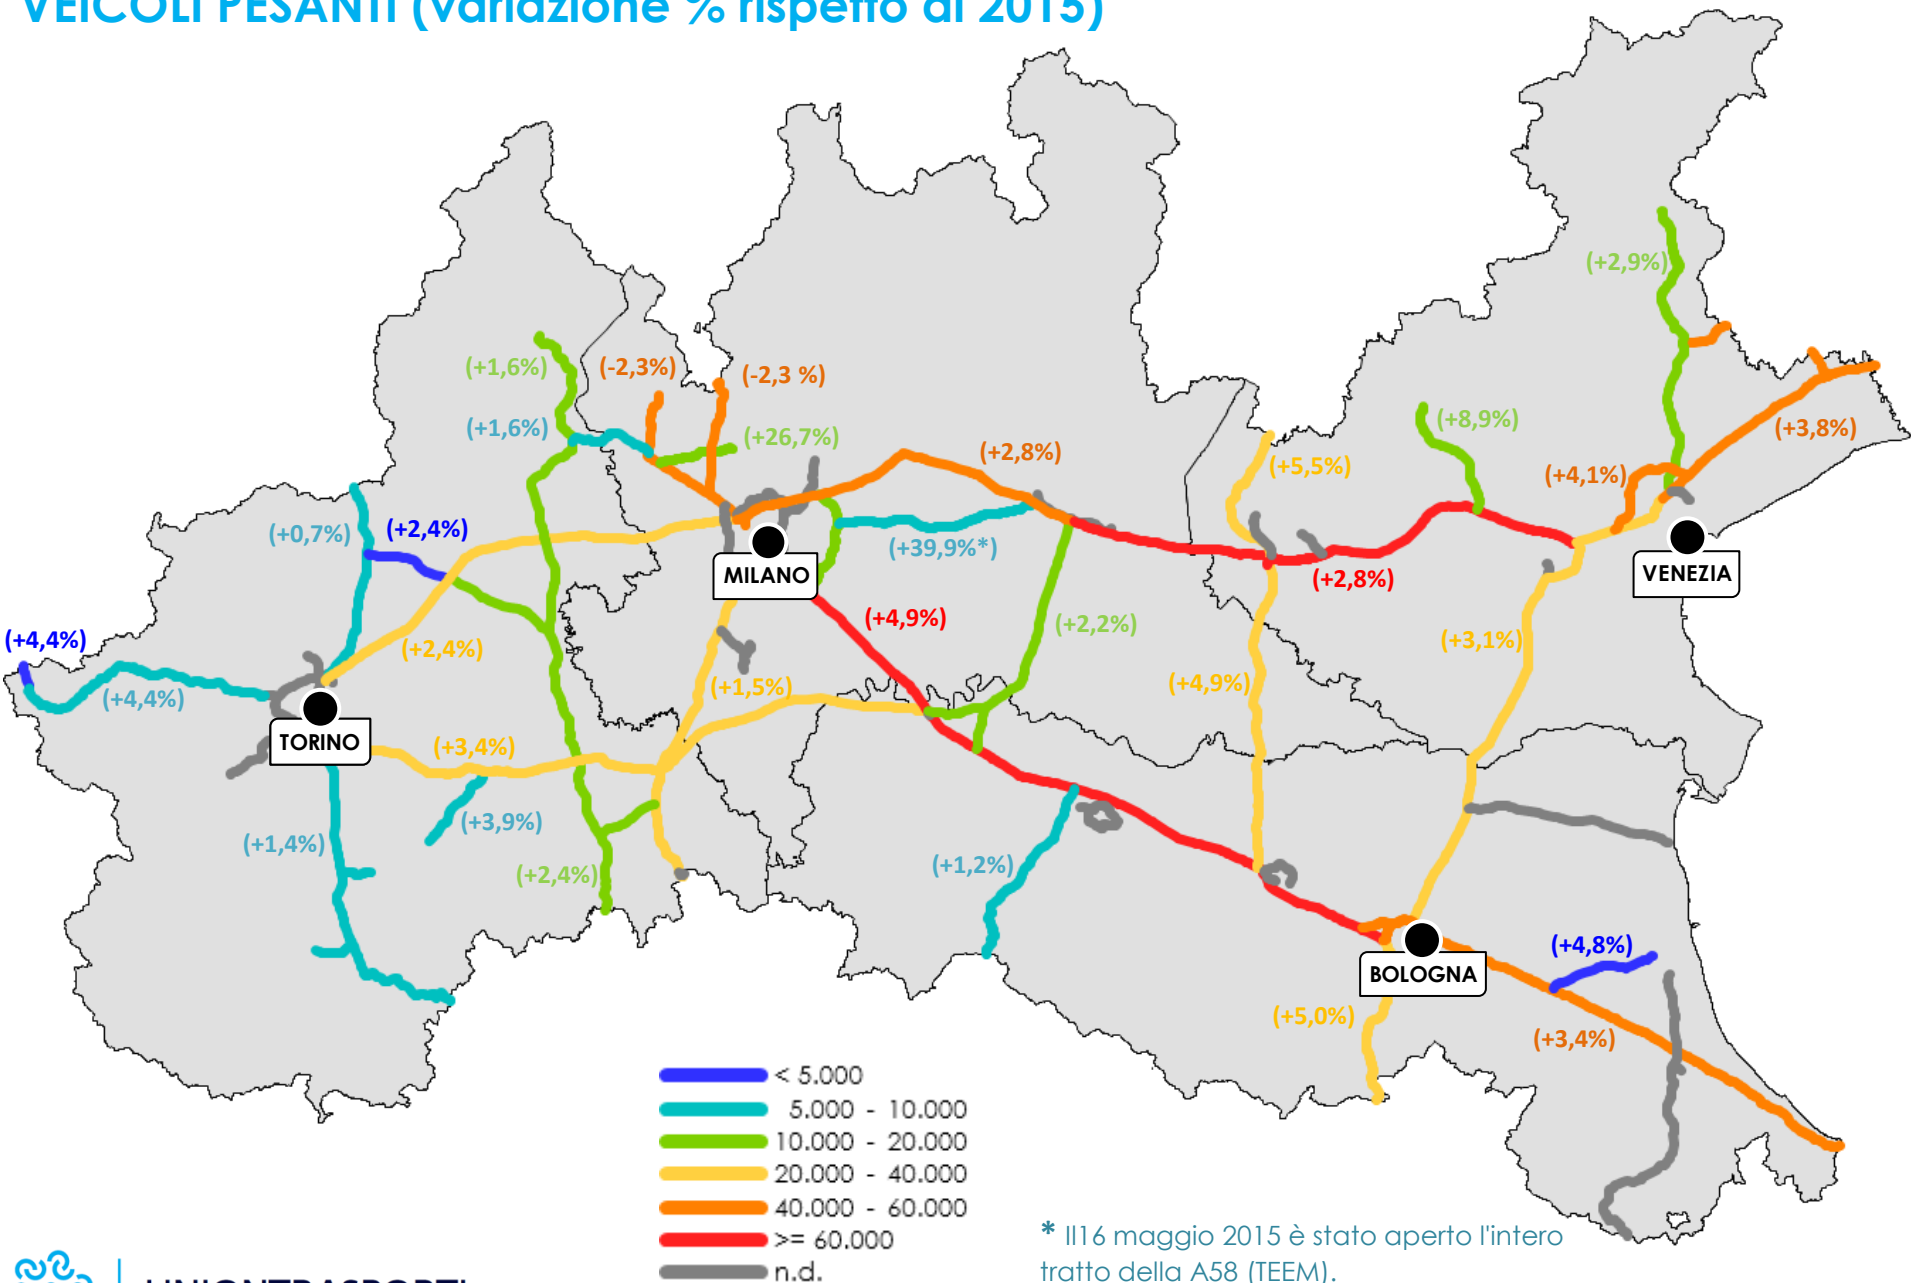 VEICOLI PESANTI (variazione % rispetto al 2015)
(+2,9%)
(+1,6%)
(-2,3%)
(-2,3 %)
(+1,6%)
(+26,7%)
(+2,8%)
(+5,5%)
(+8,9%)
(+4,1%)
(+3,8%)
(+0,7%)
(+2,4%)
(+39,9%*)
MILANO
(+2,8%)
VENEZIA
(+4,4%)
(+4,4%)
(+2,4%)
(+4,9%)
(+2,2%)
(+3,1%)
(+1,5%)
(+4,9%)
TORINO
(+3,4%)
(+3,9%)
(+1,4%)
(+2,4%)
(+1,2%)
BOLOGNA
(+4,8%)
(+5,0%)
(+3,4%)
< 5.000
5.000 - 10.000
10.000 - 20.000
20.000 - 40.000
40.000 - 60.000
>= 60.000
n.d.
* Il16 maggio 2015 è stato aperto l'intero
tratto della A58 (TEEM).
UNIONTRASPORTI